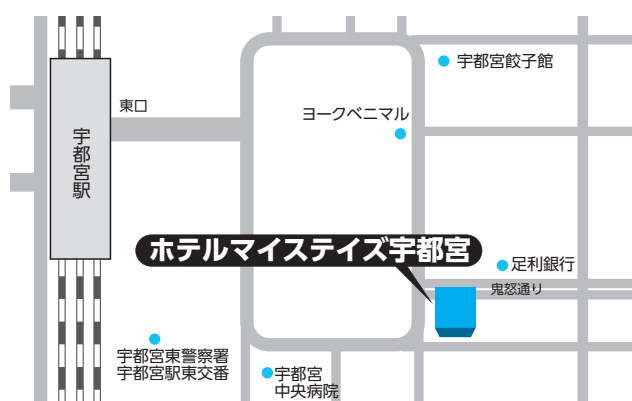 宇都宮餃子館
東口
ヨークベニマル
宇都宮駅
ホテルマイステイズ宇都宮
足利銀行
鬼怒通り
宇都宮東警察署
宇都宮駅東交番
宇都宮
中央病院